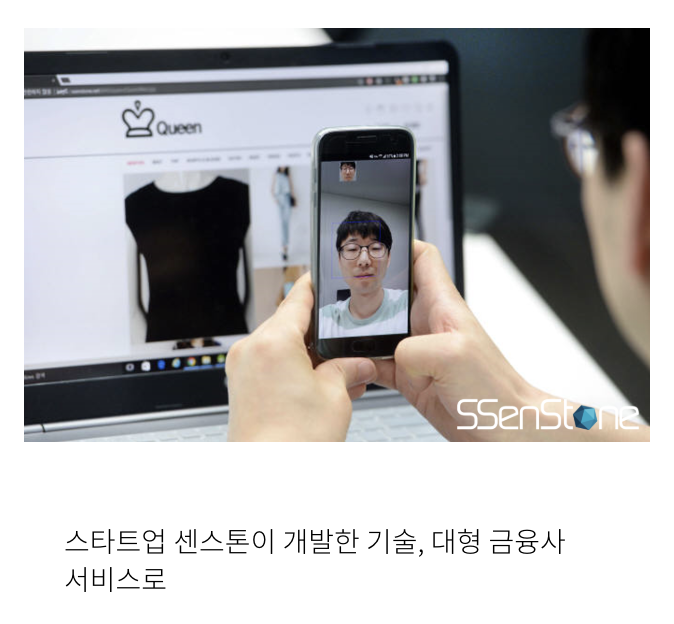 Queen
SSenStone
스타트업 센스톤이 개발한 기술, 대형 금융사
서비스로